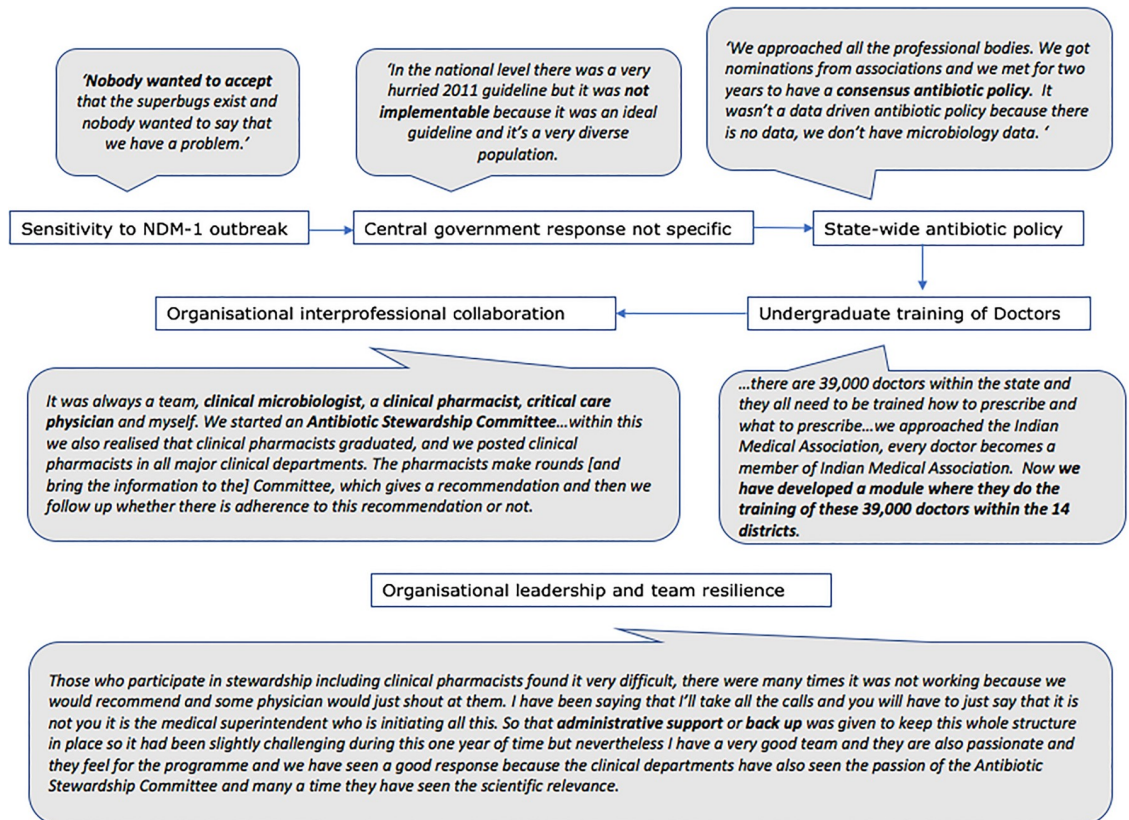 'Nobody wanted to accept
that the superbugs exist and
nobody wanted to say that
we have a problem.'
'In the national level there was a very
hurried 2011 guideline but it was not
implementable because it was an ideal
guideline and it's a very diverse
population.
'We approached all the professional bodies. We got
nominations from associations and we met for two
years to have a consensus antibiotic policy.  It
wasn't a data driven antibiotic policy because there
is no data, we don't have microbiology data. '
Sensitivity to NDM-1 outbreak
Central government response not specific
State-wide antibiotic policy
Organisational interprofessional collaboration
Undergraduate training of Doctors
It was always a team, clinical microbiologist, a clinical pharmacist, critical care
physician and myself. We started an Antibiotic Stewardship Committee…within this
we also realised that clinical pharmacists graduated, and we posted clinical
pharmacists in all major clinical departments. The pharmacists make rounds [and
bring the information to the] Committee, which gives a recommendation and then we
follow up whether there is adherence to this recommendation or not.
…there are 39,000 doctors within the state and
they all need to be trained how to prescribe and
what to prescribe…we approached the Indian
Medical Association, every doctor becomes a
member of Indian Medical Association.  Now we
have developed a module where they do the
training of these 39,000 doctors within the 14
districts.
Organisational leadership and team resilience
Those who participate in stewardship including clinical pharmacists found it very difficult, there were many times it was not working because we
would recommend and some physician would just shout at them. I have been saying that I'll take all the calls and you will have to just say that it is
not you it is the medical superintendent who is initiating all this. So that administrative support or back up was given to keep this whole structure
in place so it had been slightly challenging during this one year of time but nevertheless I have a very good team and they are also passionate and
they feel for the programme and we have seen a good response because the clinical departments have also seen the passion of the Antibiotic
Stewardship Committee and many a time they have seen the scientific relevance.